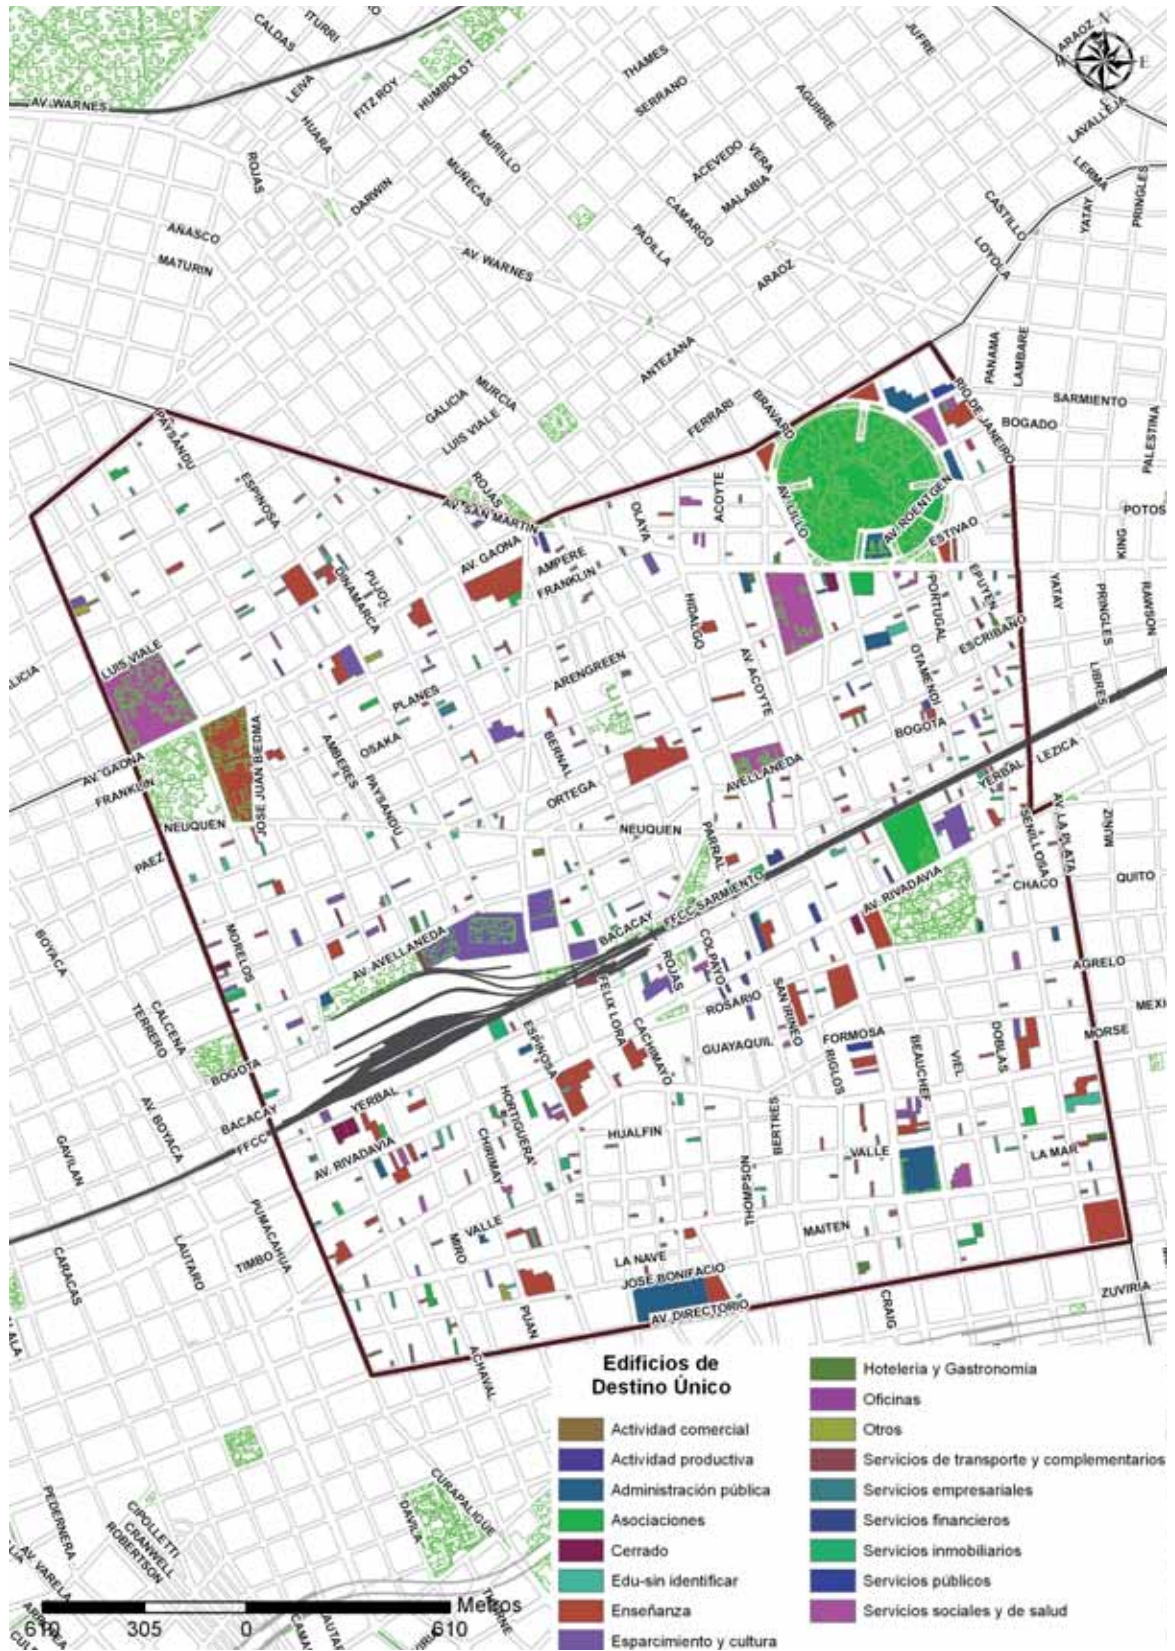 CALDAS
ITURRI
LEIVA
FITZ ROY
HUMBOLDT
THAMES
SERRANO
JUFRE
AGUIRRE
ARAOZ
E
LAVALLEJA
AV. WARNES
HUARA
ROJAS
MURILLO
MUÑECAS
DARWIN
ACEVEDO
VERA
MALABIA
CAMARGO
PADILLA
LERMA
YATAY
PRINGLES
CASTILLO
LOYOLA
AÑASCO
MATURIN
AV. WARNES
ARAOZ
ANTEZANA
PANAMA
LAMBARE
SARMIENTO
BOGADO
PALESTINA
MURCIA
GALICIA
LUIS VIALE
FERRARI
BRAVARD
RIO DE JANEIRO
PAYSANDU
ESPINOSA
ROJAS
AV. SAN MARTIN
OLAYA
ACOYTE
AV. LILLO
AV. ROENTGEN
ESTIVAO
POTOS
KING
AV. GAONA
AMPERE
FRANKLIN
DINAMARCA
PUJOL
HIDALGO
PORTUGAL
EPUYEN
ESCRIBANO
YATAY
PRINGLES
RAWSON
LUIS VIALE
ARENGREEN
AV. ACOYTE
OTAMENDI
LIBRES
PLANES
OSAKA
AMBERES
PAYSANDU
BERNAL
ORTEGA
BOGOTA
AVELLANEDA
YERBAL
LEZICA
AV. GAONA
FRANKLIN
JOSE JUAN BIEDMA
NEUQUEN
NEUQUEN
PARRAL
SENILLOSA
AV. LA PLATA
MUÑIZ
PAEZ
CHACO
QUITO
AV. RIVADAVIA
BOYACA
MORELOS
AV. AVELLANEDA
BACACAY
FFCC SARMIENTO
AGRELO
ROJAS
COLPAYO
ROSARIO
SAN IRINEO
CALCENA
TERRERO
FELIX LORA
CACHIMAYO
ESPINOSA
GUAYAQUIL
FORMOSA
RIGLOS
BEAUCHEF
VIEL
DOBLAS
MORSE
BOGOTA
AV. BOYACA
BACACAY
FFCC
YERBAL
AV. RIVADAVIA
HORTIGUERA
CHIRIMAY
HUALFIN
BERTRES
VALLE
LA MAR
GAVILAN
THOMPSON
MAITEN
PUMACAHUA
LAUTARO
TIMBO
CARACAS
MIRO
VALLE
LA NAVE
JOSE BONIFACIO
AV. DIRECTORIO
PUAN
CRAIG
ZUVIRIA
ACHAVAL
CURAPALIGUE
DAVILA
PEDERNERA
CIPOLLETTI
CRANWELL
ROBERTSON
AV. VARELA
Metros
610 305 0 610
Edificios de
Destino Único
Actividad comercial
Actividad productiva
Administración pública
Asociaciones
Cerrado
Edu-sin identificar
Enseñanza
Esparcimiento y cultura
Hoteleria y Gastronomía
Oficinas
Otros
Servicios de transporte y complementarios
Servicios empresariales
Servicios financieros
Servicios inmobiliarios
Servicios públicos
Servicios sociales y de salud